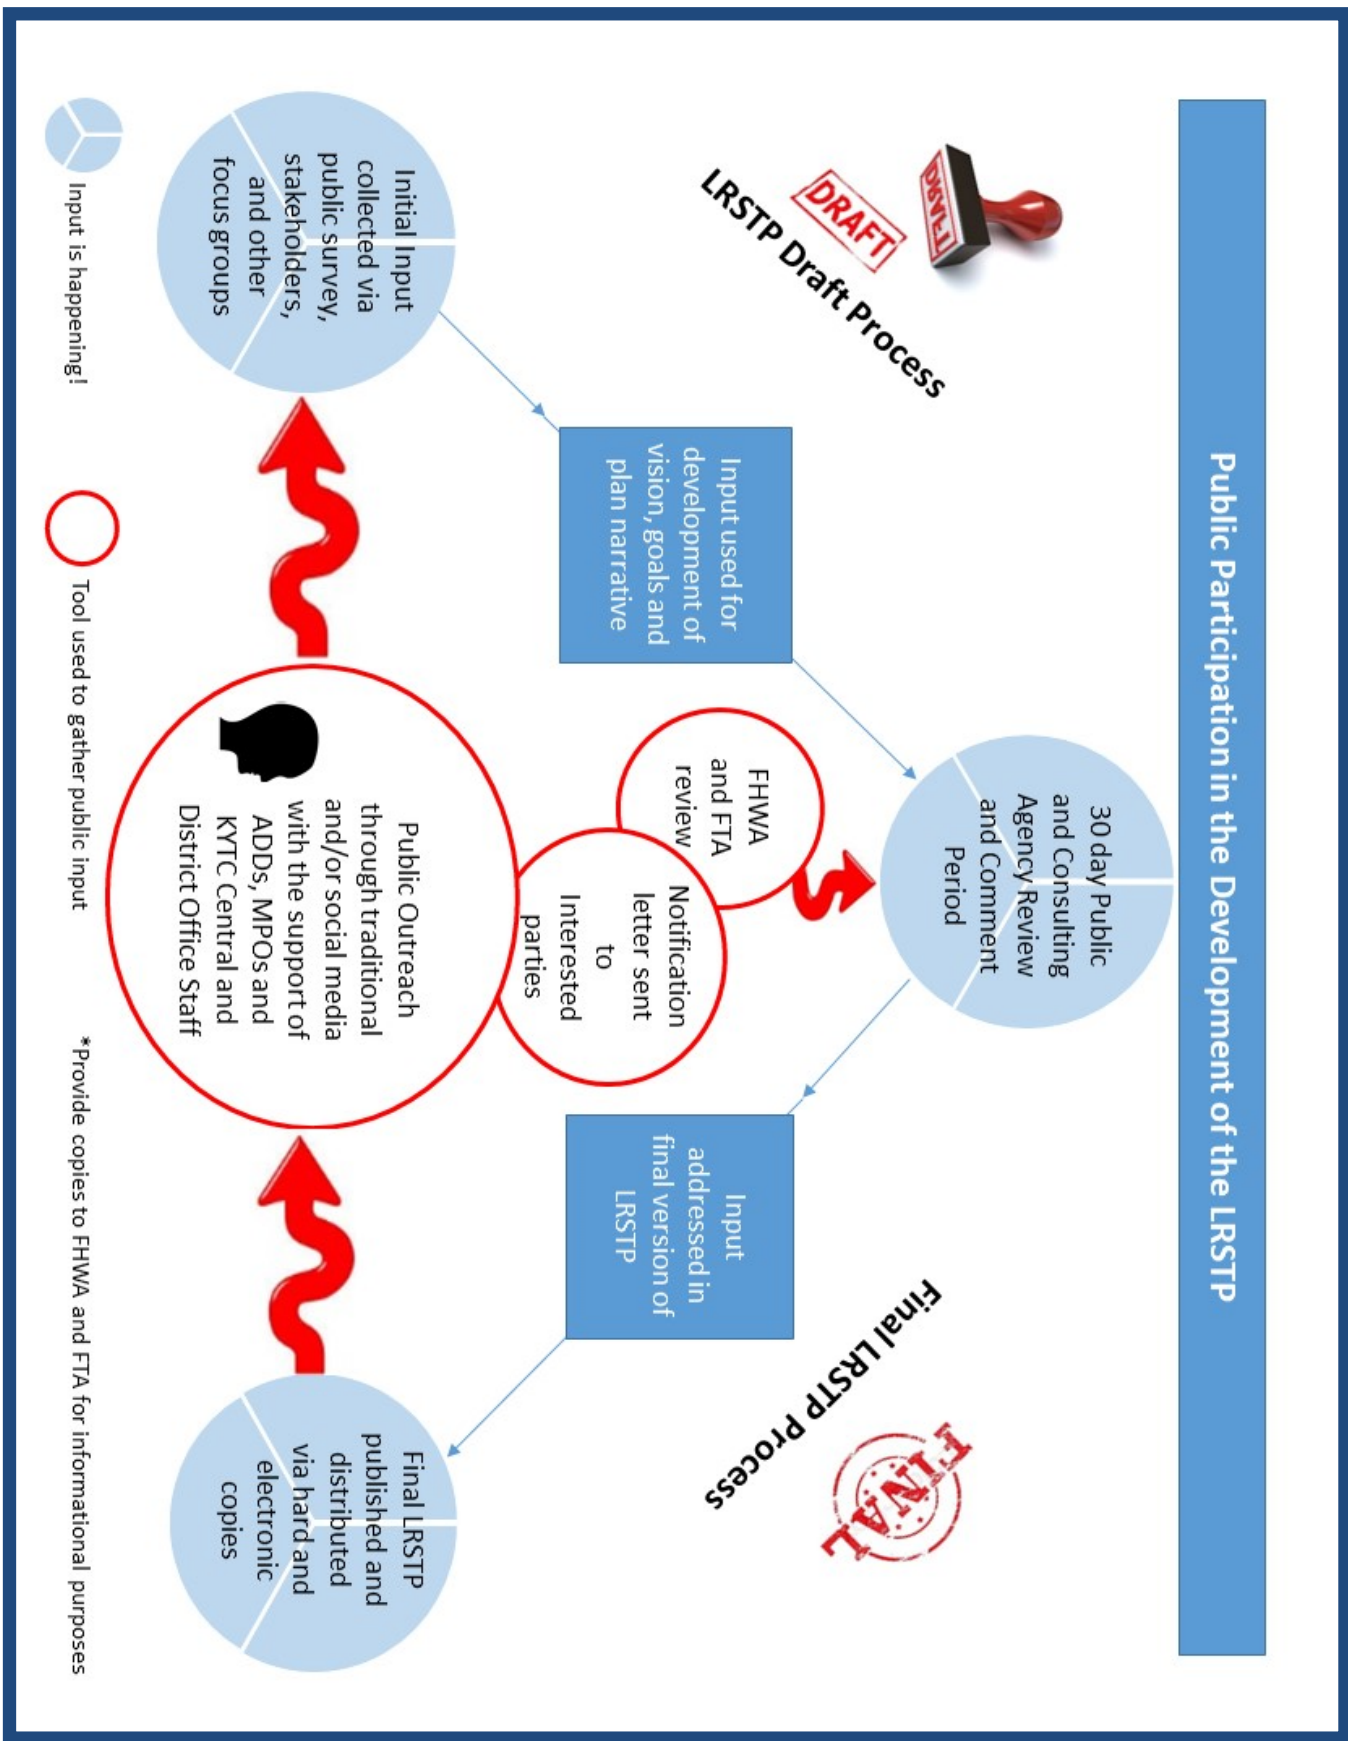 Public Participation in the Development of the LRSTP
DRAFT
DRAFT
LRSTP Draft Process
FINAL
Final LRSTP Process
30 day Public
and Consulting
Agency Review
and Comment
Period
Input used for
development of
vision, goals and
plan narrative
FHWA
and FTA
review
Notification
letter sent
to
Interested
parties
Input
addressed in
final version of
LRSTP
Initial Input
collected via
public survey,
stakeholders,
and other
focus groups
Public Outreach
through traditional
and/or social media
with the support of
ADDs, MPOs and
KYTC Central and
District Office Staff
Final LRSTP
published and
distributed
via hard and
electronic
copies
Input is happening!
Tool used to gather public input
*Provide copies to FHWA and FTA for informational purposes